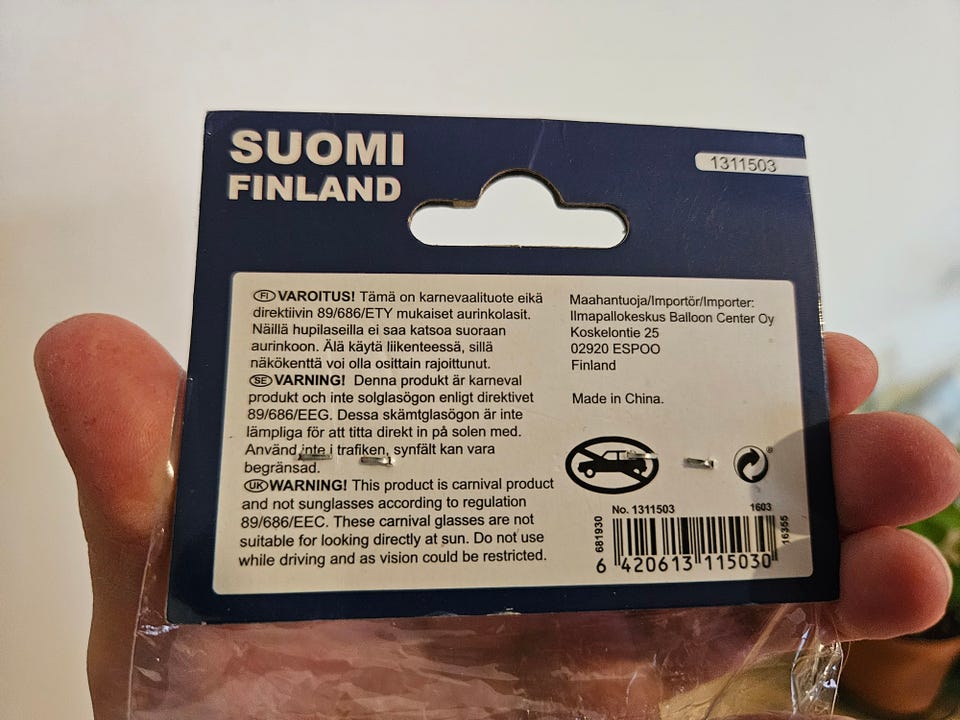 SUOMI
FINLAND
1311503
FI VAROITUS! Tämä on karnevaalituote eikä
direktiivin 89/686/ETY mukaiset aurinkolasit.
Näillä hupilaseilla ei saa katsoa suoraan
aurinkoon. Älä käytä liikenteessä, sillä
näkökenttä voi olla osittain rajoittunut.
SE VARNING! Denna produkt är karneval
produkt och inte solglasögon enligt direktivet
89/686/EEG. Dessa skämtglasögon är inte
lämpliga för att titta direkt in på solen med.
Använd inte i trafiken, synfält kan vara
begränsad.
UK WARNING! This product is carnival product
and not sunglasses according to regulation
89/686/EEC. These carnival glasses are not
suitable for looking directly at sun. Do not use
while driving and as vision could be restricted.
Maahantuoja/Importör/Importer:
Ilmapallokeskus Balloon Center Oy
Koskelontie 25
02920 ESPOO
Finland
Made in China.
No. 1311503 1603
681930
16355
6 420613 115030